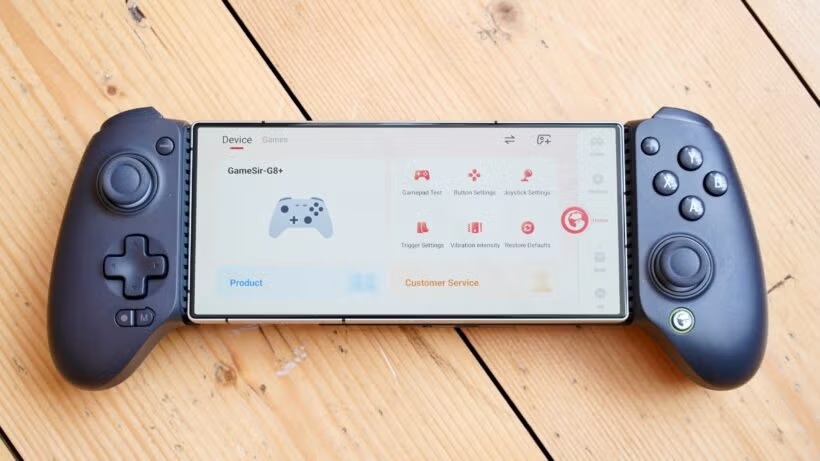 Device Games
GameSir-G8+
Gamepad Test Button Settings Joystick Settings
Trigger Settings Vibration Intensity Restore Defaults
Home
Product Customer Service
M
Y
X B
A